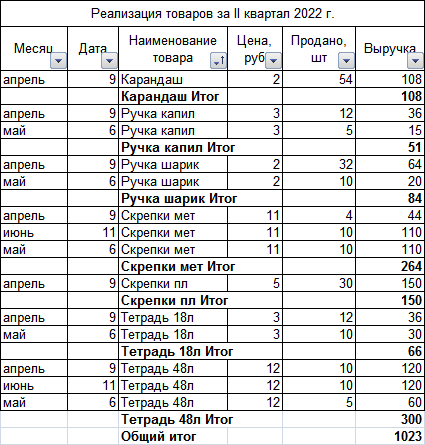 Реализация товаров за II квартал 2022 г.
Месяц Дата Наименование товара Цена, руб Продано, шт Выручка
апрель 9 Карандаш 2 54 108
Карандаш Итог 108
апрель 9 Ручка капил 3 12 36
май 6 Ручка капил 3 5 15
Ручка капил Итог 51
апрель 9 Ручка шарик 2 32 64
май 6 Ручка шарик 2 10 20
Ручка шарик Итог 84
апрель 9 Скрепки мет 11 4 44
июнь 11 Скрепки мет 11 10 110
май 6 Скрепки мет 11 10 110
Скрепки мет Итог 264
апрель 9 Скрепки пл 5 30 150
Скрепки пл Итог 150
апрель 9 Тетрадь 18л 3 12 36
май 6 Тетрадь 18л 3 10 30
Тетрадь 18л Итог 66
апрель 9 Тетрадь 48л 12 10 120
июнь 11 Тетрадь 48л 12 10 120
май 6 Тетрадь 48л 12 5 60
Тетрадь 48л Итог 300
Общий итог 1023